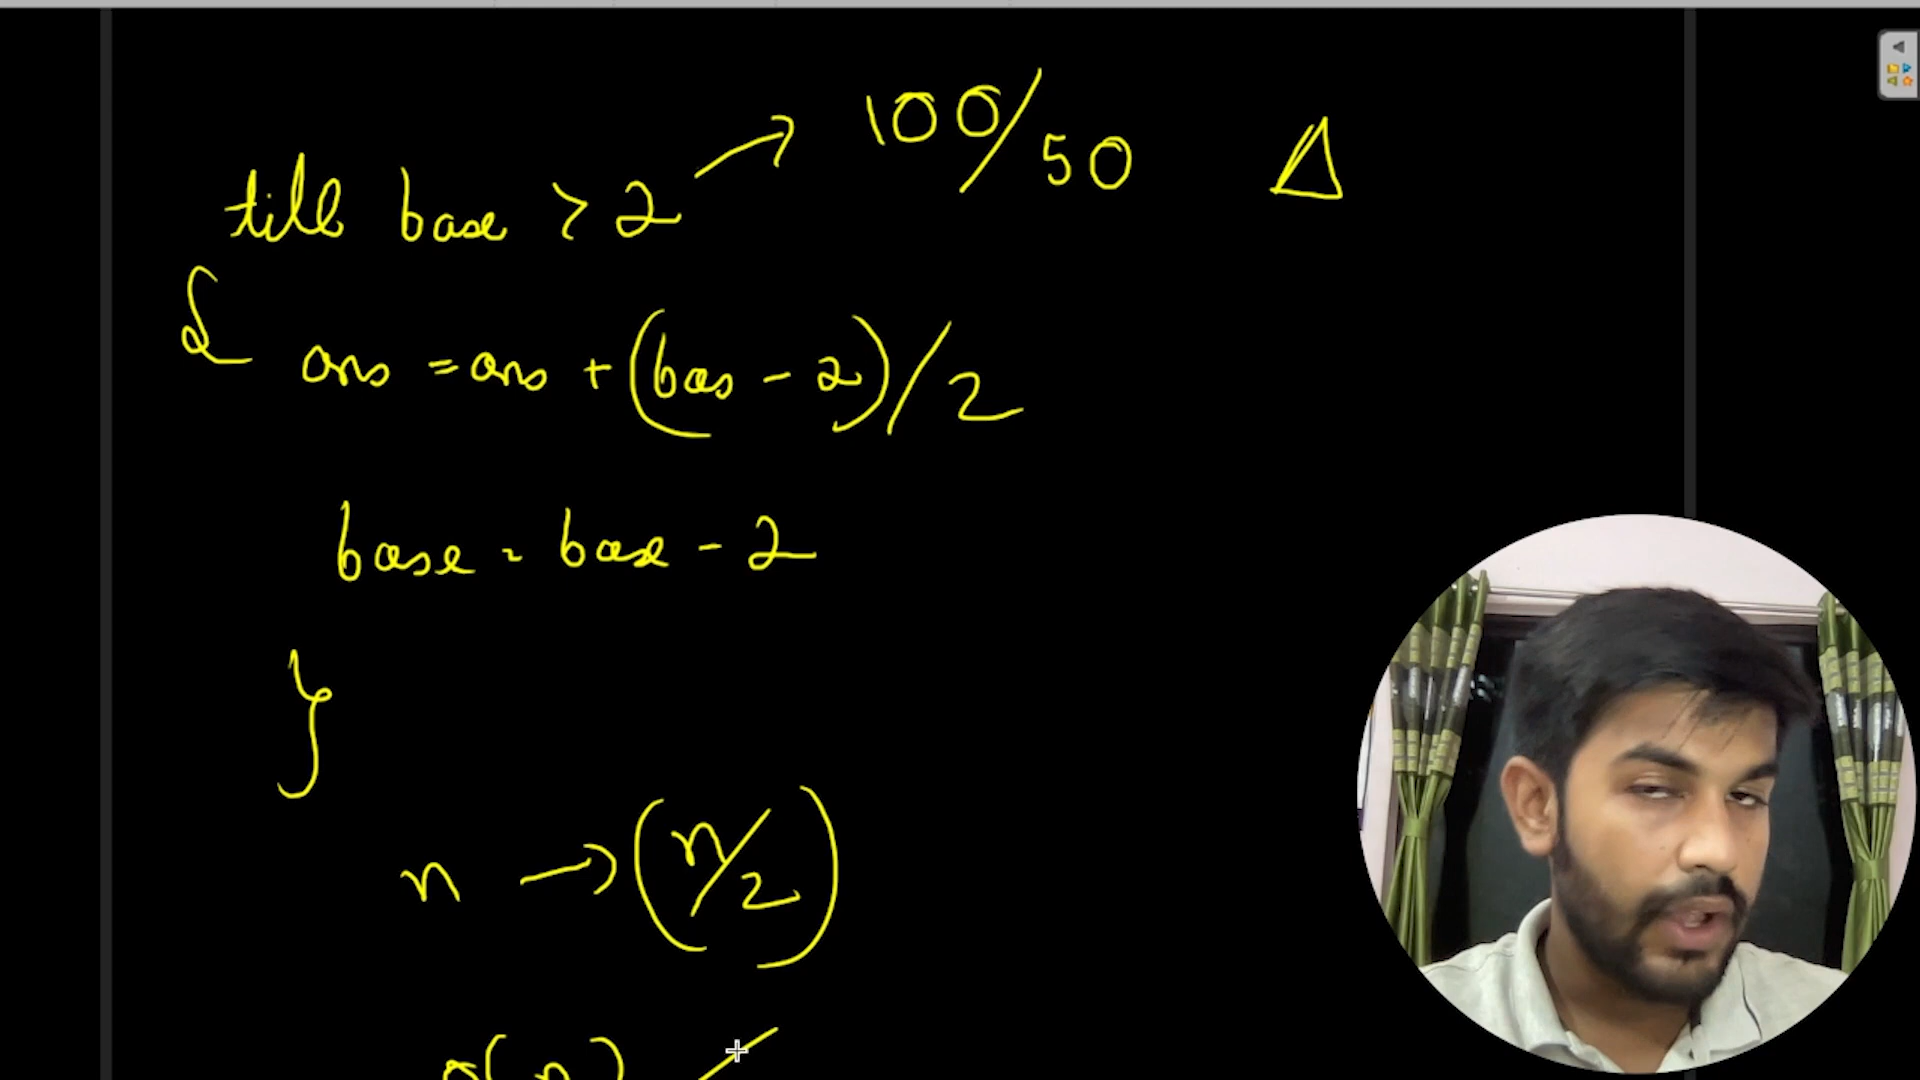 till base > 2 → 100/50 Δ
{ ans = ans + (bas - 2)/2
base = base - 2
}
n → (n/2)
O(n)